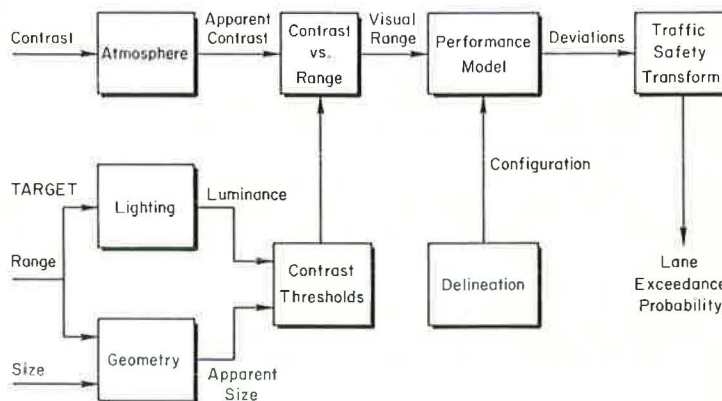 Contrast
Atmosphere
Apparent
Contrast
Contrast
vs.
Range
Visual
Range
Performance
Model
Deviations
Traffic
Safety
Transform
TARGET
Range
Size
Lighting
Luminance
Geometry
Apparent
Size
Contrast
Thresholds
Configuration
Delineation
Lane
Exceedance
Probability